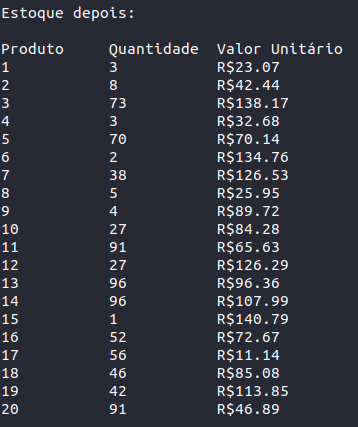 Estoque depois:
Produto Quantidade Valor Unitário
1 3 R$23.07
2 8 R$42.44
3 73 R$138.17
4 3 R$32.68
5 70 R$70.14
6 2 R$134.76
7 38 R$126.53
8 5 R$25.95
9 4 R$89.72
10 27 R$84.28
11 91 R$65.63
12 27 R$126.29
13 96 R$96.36
14 96 R$107.99
15 1 R$140.79
16 52 R$72.67
17 56 R$11.14
18 46 R$85.08
19 42 R$113.85
20 91 R$46.89